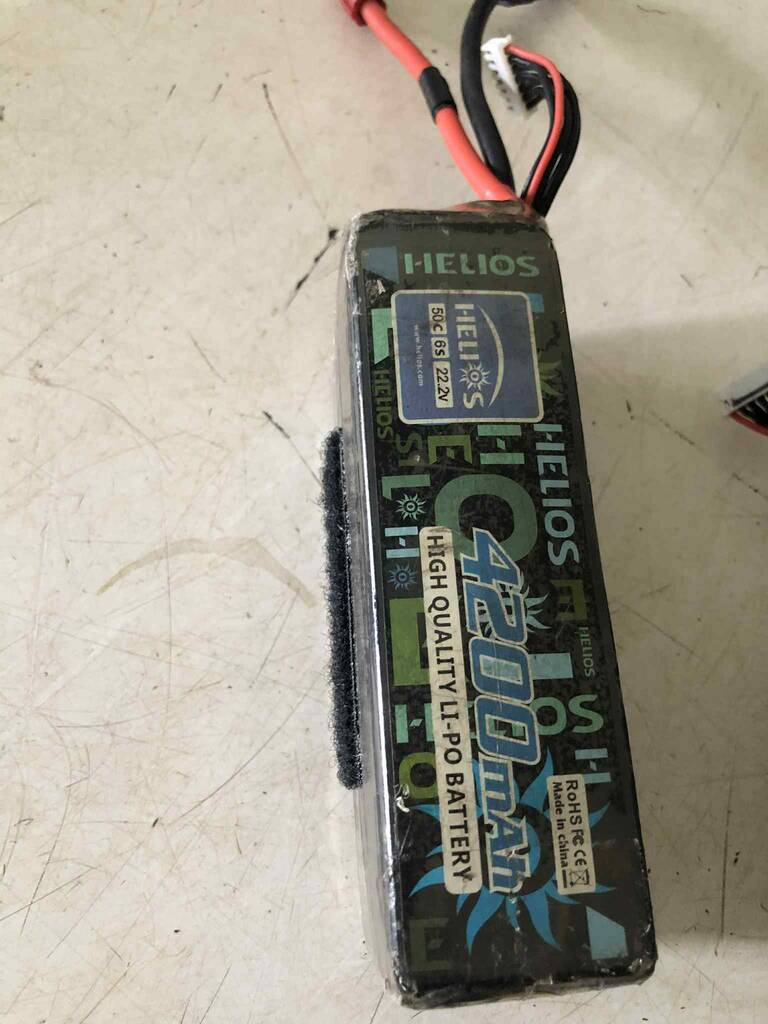 HELIOS
HELIOS
50C 6S 22.2V
www.helios.com
HELIOS
HELIOS
4200mAh
HIGH QUALITY LI-PO BATTERY
HELIOS
HELIOS
RoHS FC CE
Made in china